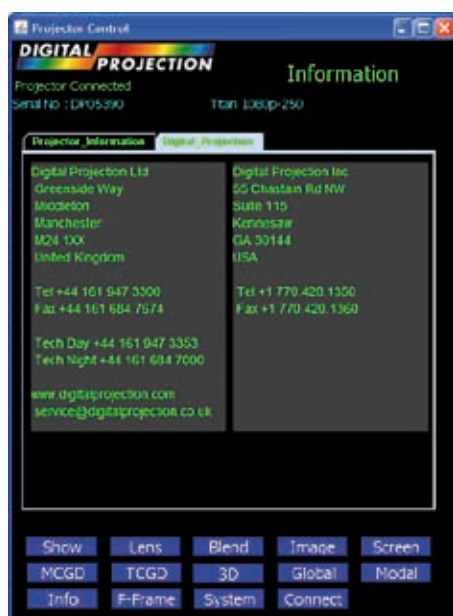 Projector Control
DIGITAL PROJECTION
Information
Projector Connected
Serial No : DP05390
Titan 1080p-250
Projector_Information
Digital_Projection
Digital Projection Ltd
Greenside Way
Middleton
Manchester
M24 1XX
United Kingdom
Tel +44 161 947 3300
Fax +44 161 684 7674
Tech Day +44 161 947 3353
Tech Night +44 161 684 7000
www.digitalprojection.com
service@digitalprojection.co.uk
Digital Projection Inc
55 Chastain Rd NW
Suite 115
Kennesaw
GA 30144
USA
Tel +1 770.420.1350
Fax +1 770.420.1360
Show Lens Blend Image Screen
MCGD TCGD 3D Global Modal
Info F-Frame System Connect